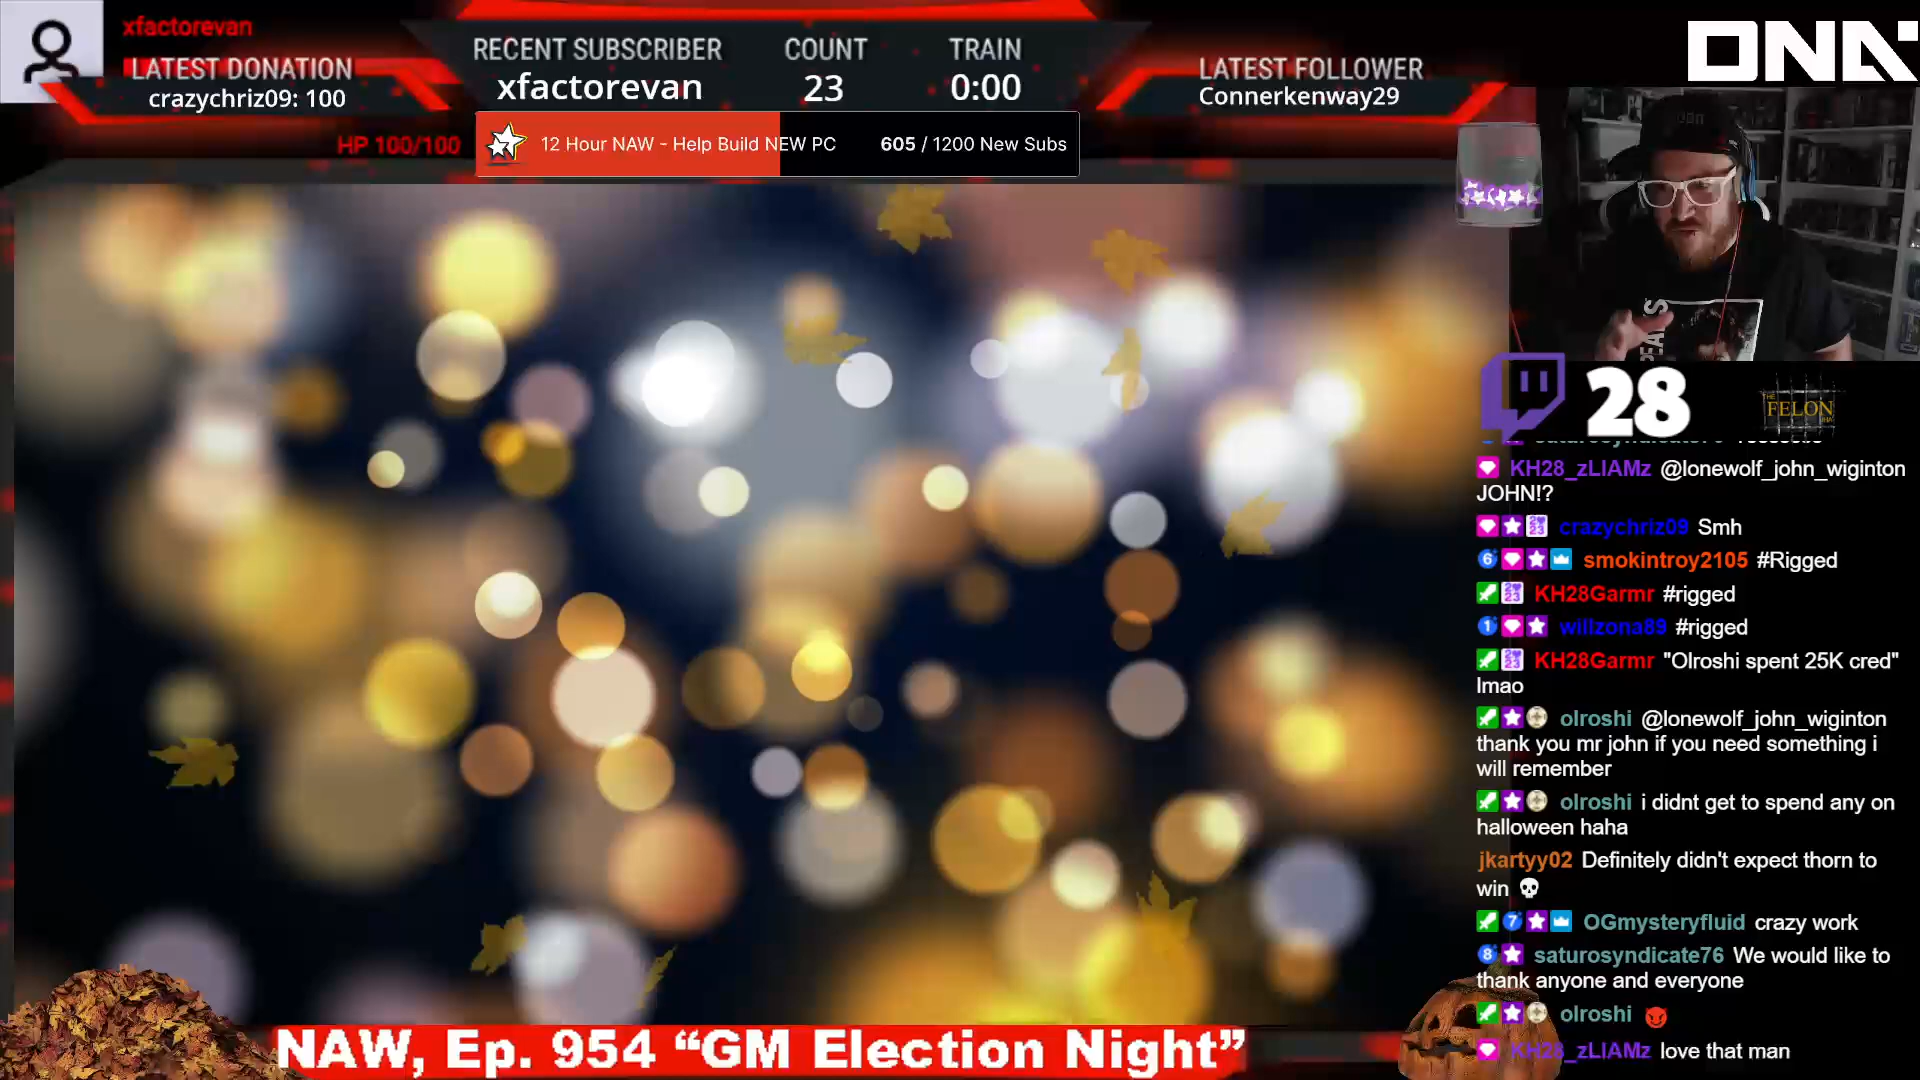 xfactorevan
LATEST DONATION
crazychriz09: 100
HP 100/100
RECENT SUBSCRIBER
xfactorevan
COUNT
23
TRAIN
0:00
12 Hour NAW - Help Build NEW PC
605 / 1200 New Subs
LATEST FOLLOWER
Connerkenway29
DNA
28
THE
FELON
KH28_zLIAMz @lonewolf_john_wiginton
JOHN!?
crazychriz09 Smh
smokintroy2105 #Rigged
KH28Garmr #rigged
willzona89 #rigged
KH28Garmr "Olroshi spent 25K cred"
lmao
olroshi @lonewolf_john_wiginton
thank you mr john if you need something i
will remember
olroshi i didnt get to spend any on
halloween haha
jkartyy02 Definitely didn't expect thorn to
win 💀
OGmysteryfluid crazy work
saturosyndicate76 We would like to
thank anyone and everyone
olroshi 😈
KH28_zLIAMz love that man
NAW, Ep. 954 “GM Election Night”